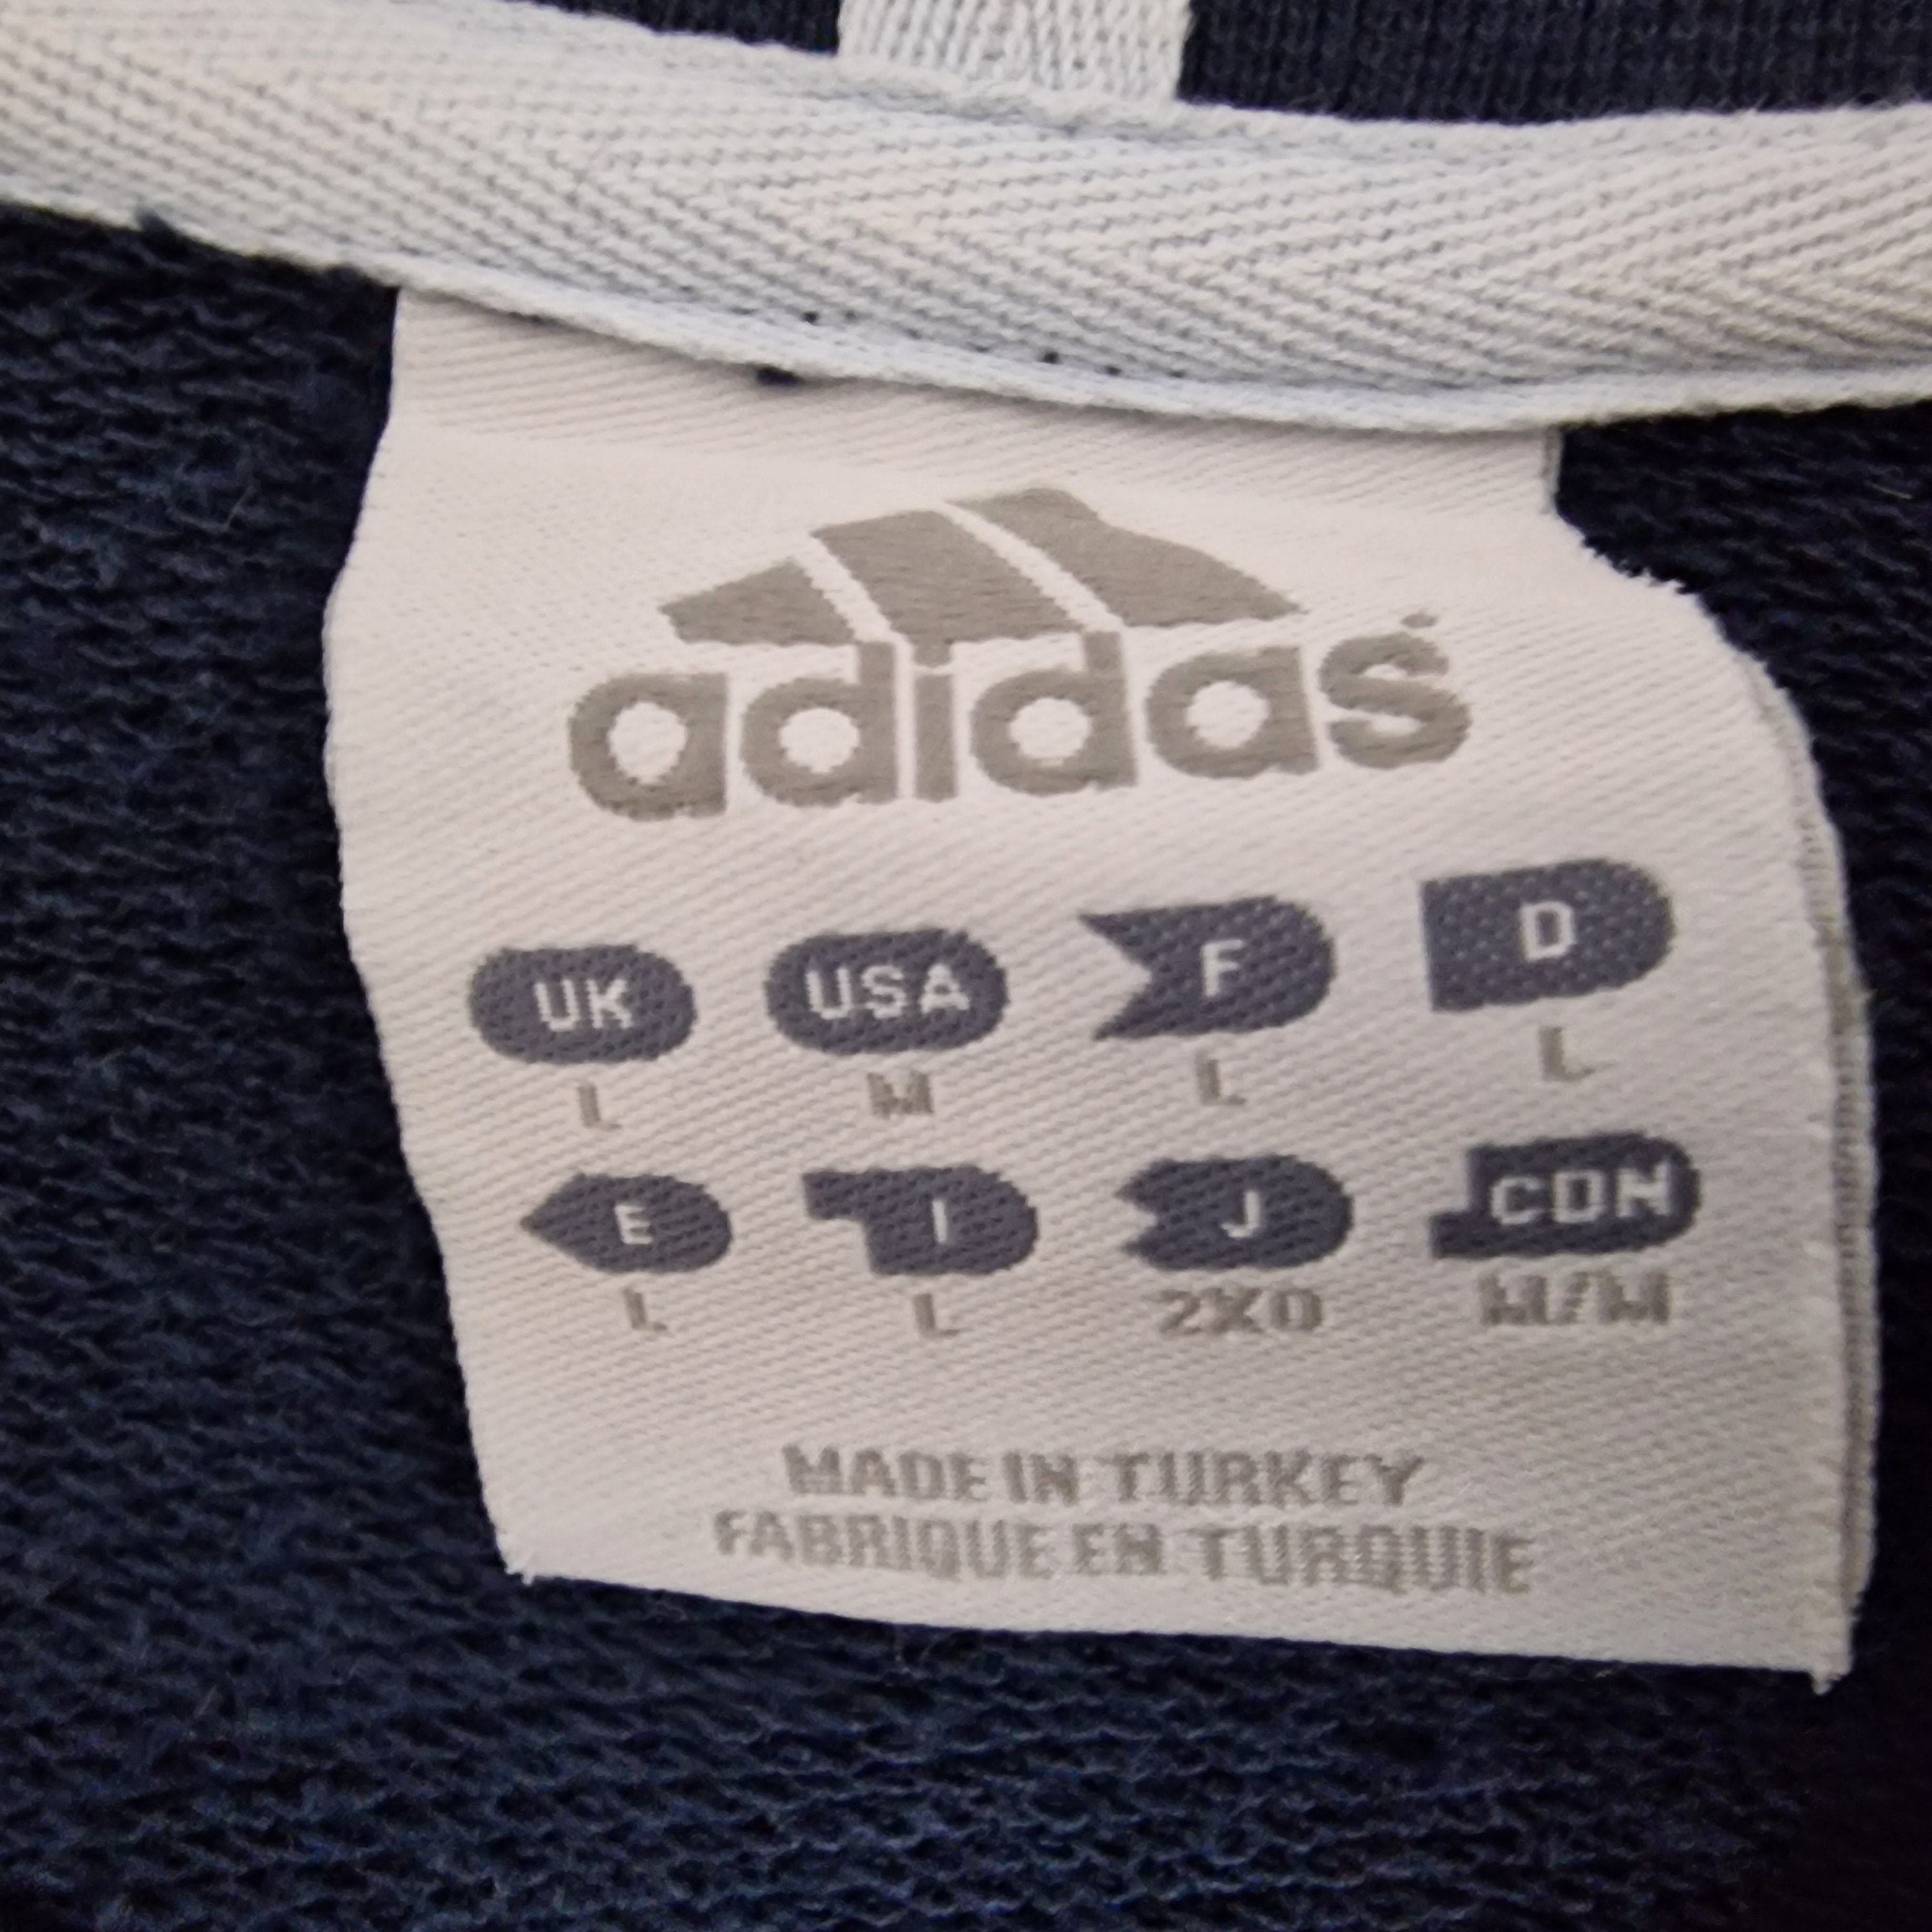 adidas
UK USA F D
L M L L
E I J CDN
L L 2XO M/M
MADE IN TURKEY
FABRIQUE EN TURQUIE